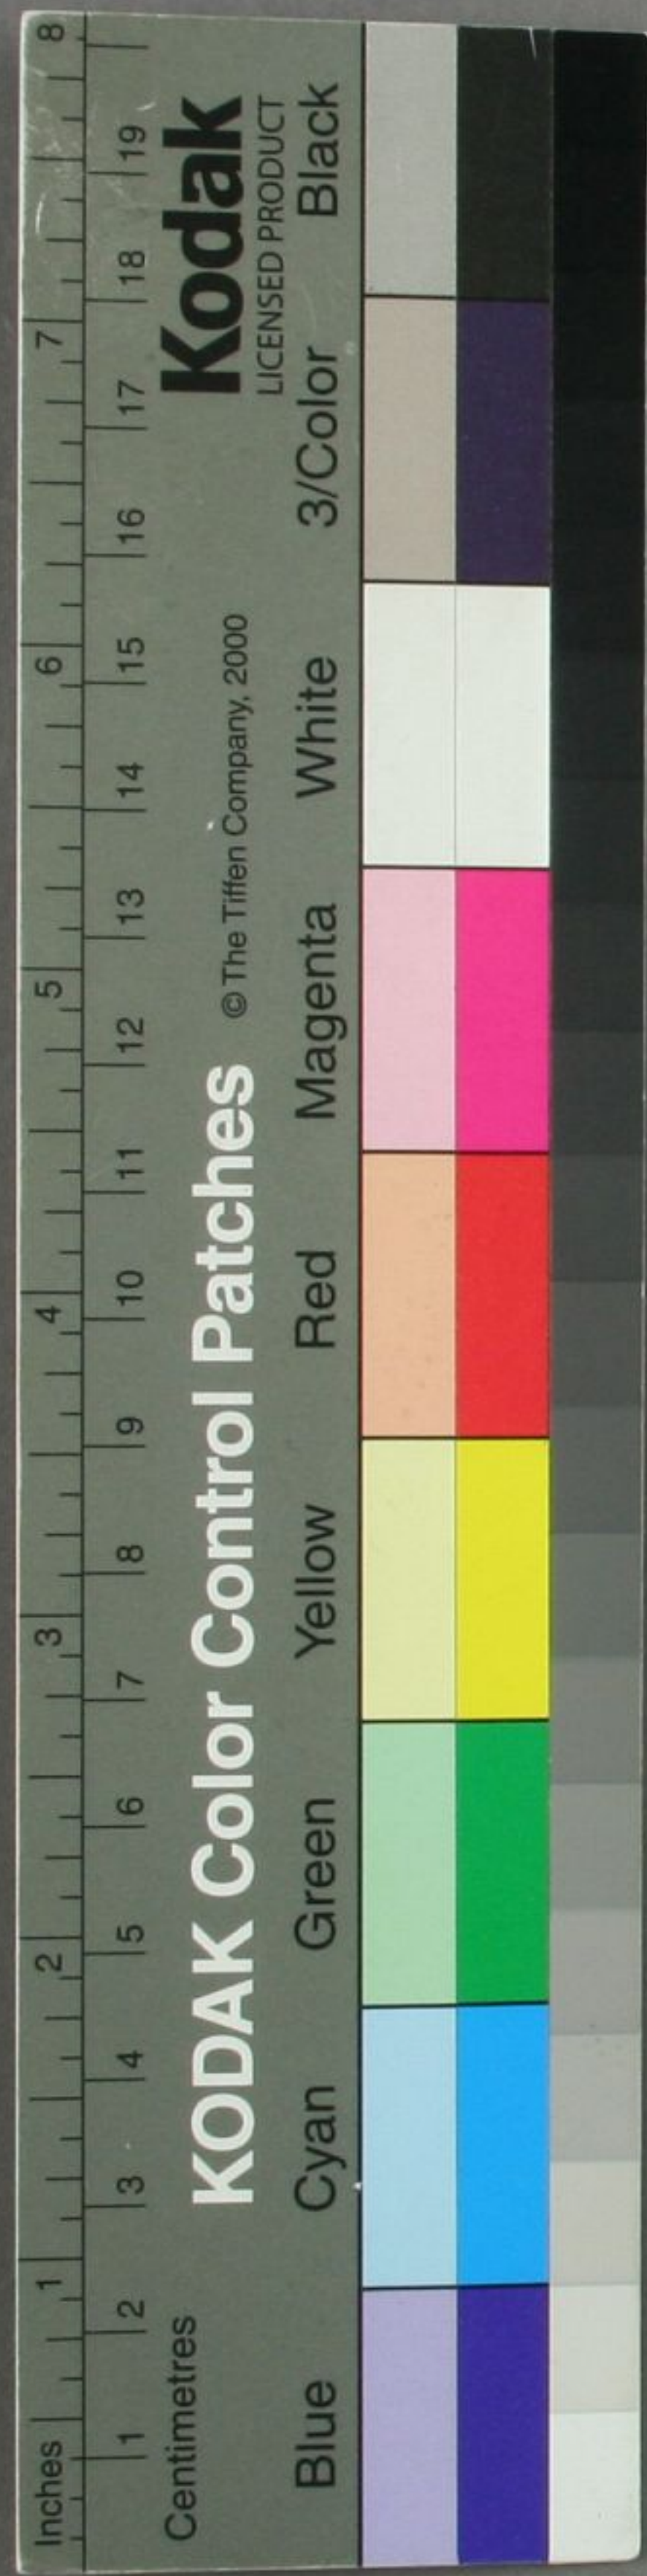 Inches 1 2 3 4 5 6 7 8
1 2 3 4 5 6 7 8 9 10 11 12 13 14 15 16 17 18 19
Centimetres
KODAK Color Control Patches © The Tiffen Company, 2000
Kodak
LICENSED PRODUCT
Blue Cyan Green Yellow Red Magenta White 3/Color Black